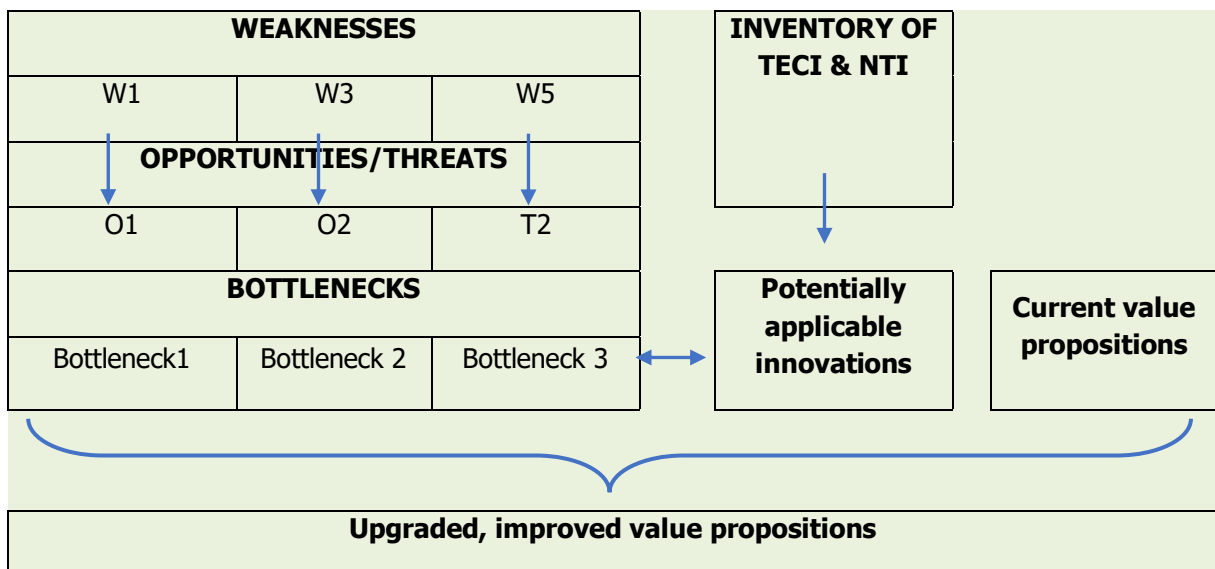 WEAKNESSES
W1 W3 W5
OPPORTUNITIES/THREATS
O1 O2 T2
BOTTLENECKS
Bottleneck1 Bottleneck 2 Bottleneck 3
INVENTORY OF
TECI & NTI
Potentially
applicable
innovations
Current value
propositions
Upgraded, improved value propositions